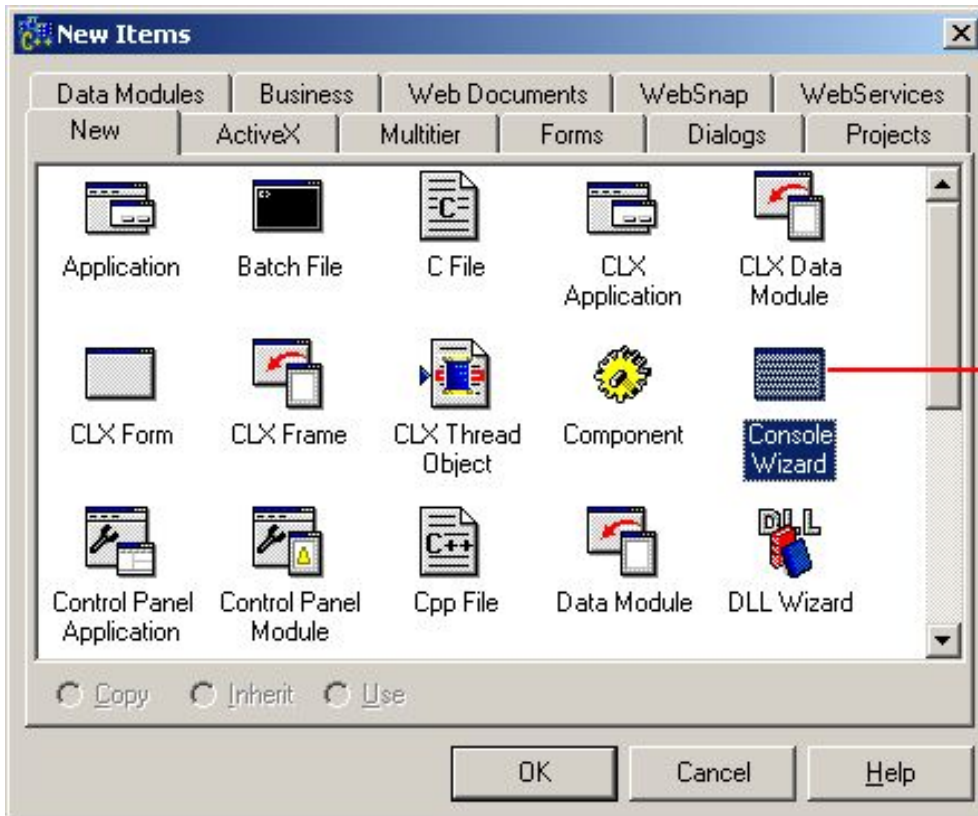 New Items
Data Modules Business Web Documents WebSnap WebServices
New ActiveX Multitier Forms Dialogs Projects
Application Batch File C File CLX Application CLX Data Module
CLX Form CLX Frame CLX Thread Object Component Console Wizard
Control Panel Application Control Panel Module Cpp File Data Module DLL Wizard
Copy Inherit Use
OK Cancel Help